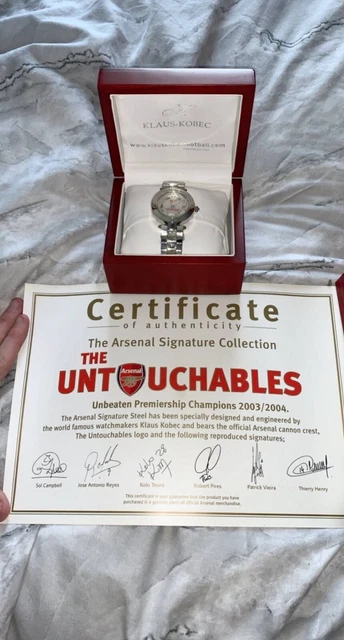 KLAUS-KOBEC
www.klauskobecfootball.com
Certificate
of authenticity
The Arsenal Signature Collection
THE
UNTOUCHABLES
Arsenal
Unbeaten Premiership Champions 2003/2004.
The Arsenal Signature Steel has been specially designed and engineered by
the world famous watchmakers Klaus Kobec and bears the official Arsenal cannon crest,
The Untouchables logo and the following reproduced signatures;
Sol Campbell Jose Antonio Reyes Kolo Touré Robert Pires Patrick Vieira Thierry Henry
This certificate is your guarantee that the product you have
purchased is a genuine piece of official Arsenal merchandise.